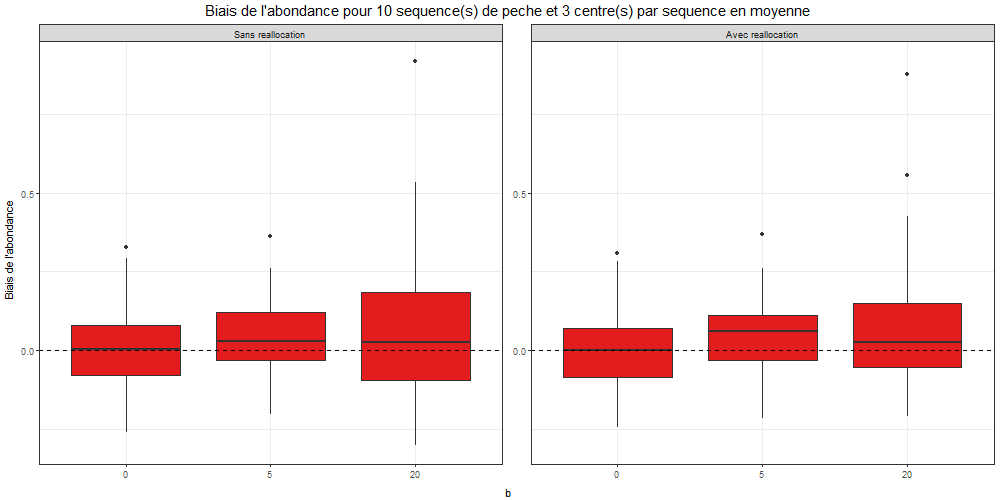 Biais de l'abondance pour 10 sequence(s) de peche et 3 centre(s) par sequence en moyenne
Sans reallocation
Avec reallocation
Biais de l'abondance
0.5
0.0
0.5
0.0
0
5
20
0
5
20
b